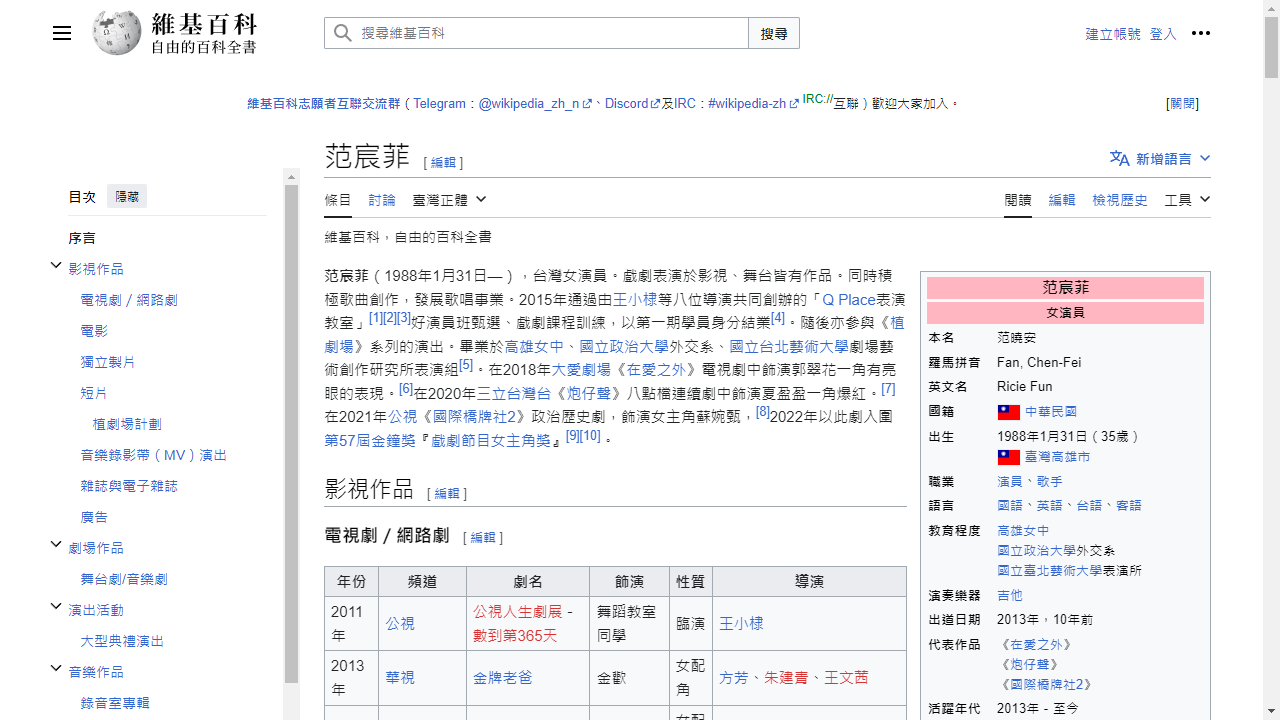 維基百科
自由的百科全書
搜尋維基百科
搜尋
建立帳號 登入
維基百科志願者互聯交流群（Telegram：@wikipedia_zh_n、Discord及IRC：#wikipedia-zh IRC://互聯）歡迎大家加入。
[關閉]
范宸菲 [ 編輯 ]
新增語言
條目 討論 臺灣正體
閱讀 編輯 檢視歷史 工具
維基百科，自由的百科全書
目次 隱藏
序言
影視作品
電視劇 / 網路劇
電影
獨立製片
短片
植劇場計劃
音樂錄影帶（MV）演出
雜誌與電子雜誌
廣告
劇場作品
舞台劇/音樂劇
演出活動
大型典禮演出
音樂作品
錄音室專輯
范宸菲（1988年1月31日—），台灣女演員。戲劇表演於影視、舞台皆有作品。同時積
極歌曲創作，發展歌唱事業。2015年通過由王小棣等八位導演共同創辦的「Q Place表演
教室」[1][2][3]好演員班甄選、戲劇課程訓練，以第一期學員身分結業[4]。隨後亦參與《植
劇場》系列的演出。畢業於高雄女中、國立政治大學外交系、國立台北藝術大學劇場藝
術創作研究所表演組[5]。在2018年大愛劇場《在愛之外》電視劇中飾演郭翠花一角有亮
眼的表現。[6]在2020年三立台灣台《炮仔聲》八點檔連續劇中飾演夏盈盈一角爆紅。[7]
在2021年公視《國際橋牌社2》政治歷史劇，飾演女主角蘇婉甄，[8]2022年以此劇入圍
第57屆金鐘獎『戲劇節目女主角獎』[9][10]。
影視作品 [ 編輯 ]
電視劇 / 網路劇 [ 編輯 ]
年份 頻道 劇名 飾演 性質 導演
2011年 公視 公視人生劇展 - 數到第365天 舞蹈教室同學 臨演 王小棣
2013年 華視 金牌老爸 金歡 女配角 方芳、朱建青、王文茜
女配
范宸菲
女演員
本名 范曉安
羅馬拼音 Fan, Chen-Fei
英文名 Ricie Fun
國籍 中華民國
出生 1988年1月31日（35歲）
臺灣高雄市
職業 演員、歌手
語言 國語、英語、台語、客語
教育程度 高雄女中
國立政治大學外交系
國立臺北藝術大學表演所
演奏樂器 吉他
出道日期 2013年，​10年前
代表作品 《在愛之外》
《炮仔聲》
《國際橋牌社2》
活躍年代 2013年 - 至今